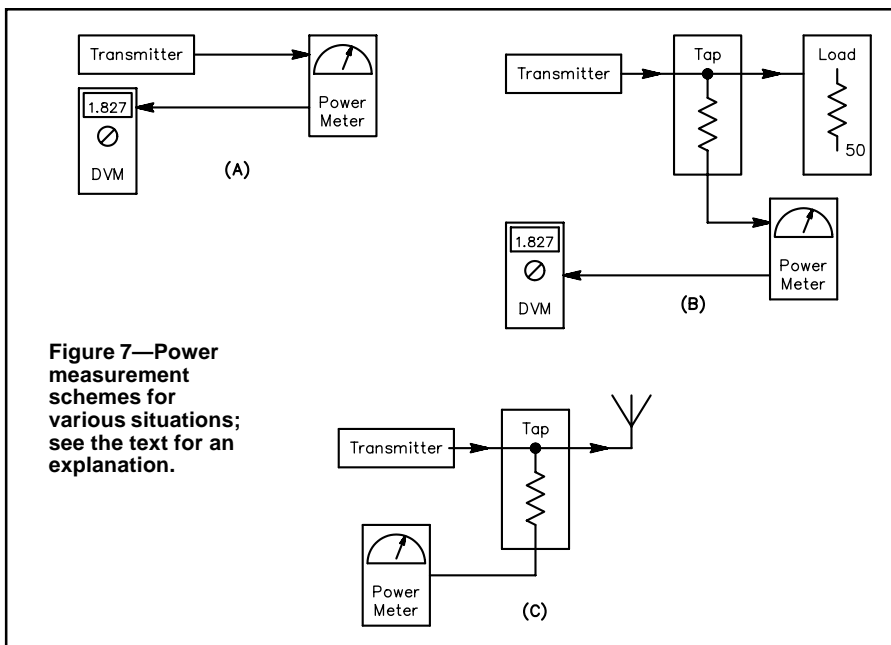 Transmitter
1.827
DVM
Power
Meter
(A)
Transmitter
Tap
Load
50
1.827
DVM
Power
Meter
(B)
Figure 7—Power
measurement
schemes for
various situations;
see the text for an
explanation.
Transmitter
Tap
Power
Meter
(C)